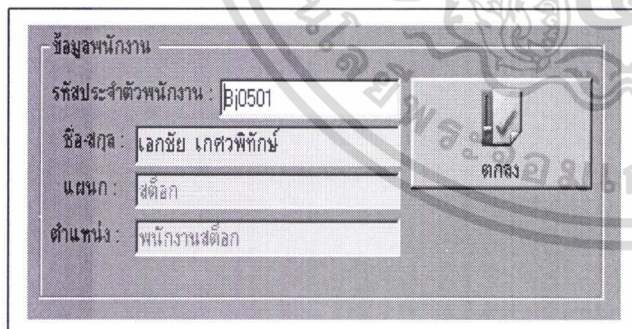 ข้อมูลพนักงาน
รหัสประจำตัวพนักงาน : Bj0501
ชื่อ-สกุล : เอกชัย เกศวพิทักษ์
แผนก : สต็อก
ตำแหน่ง : พนักงานสต็อก
ตกลง